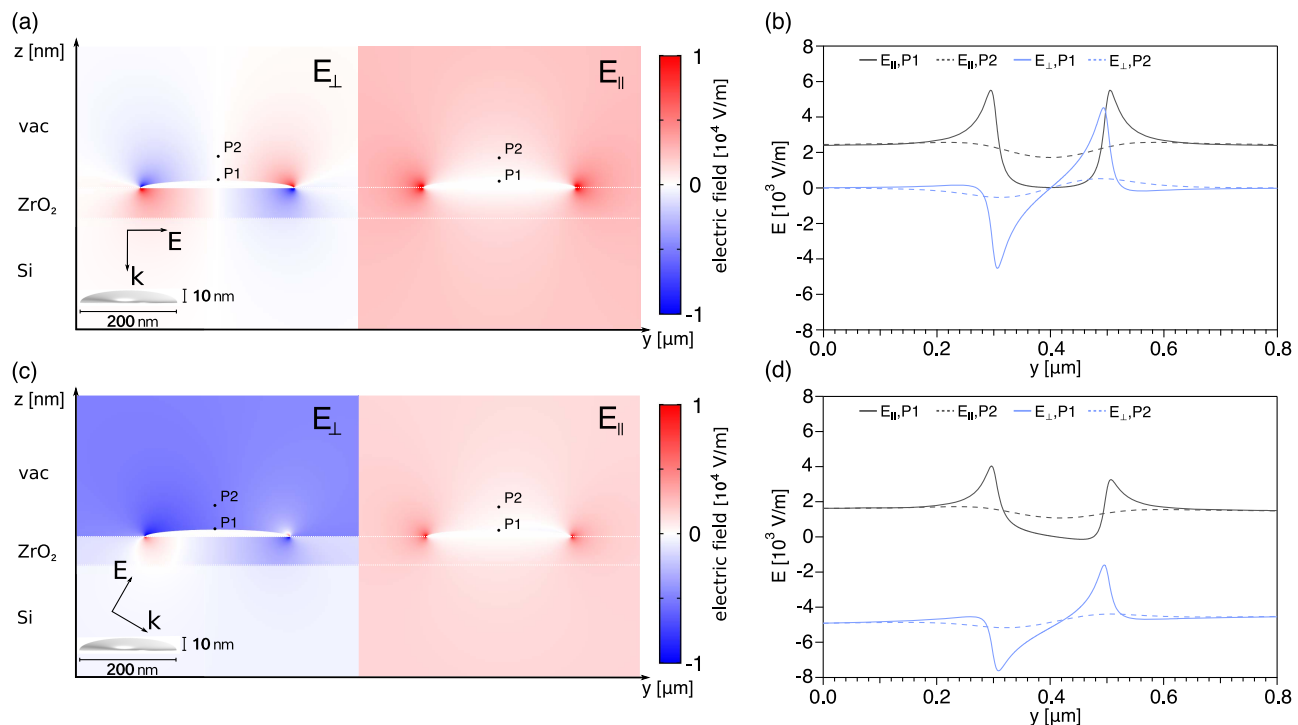 (a)
z [nm]
E⊥
E||
vac
P2
P1
P2
P1
ZrO2
E
Si
k
10 nm
200 nm
y [µm]
1
0
-1
electric field [10^4 V/m]
(b)
E||,P1
E||,P2
E⊥,P1
E⊥,P2
8
6
4
2
0
-2
-4
-6
-8
E [10^3 V/m]
0.0
0.2
0.4
0.6
0.8
y [µm]
(c)
z [nm]
E⊥
E||
vac
P2
P1
P2
P1
ZrO2
E
k
Si
10 nm
200 nm
y [µm]
1
0
-1
electric field [10^4 V/m]
(d)
E||,P1
E||,P2
E⊥,P1
E⊥,P2
8
6
4
2
0
-2
-4
-6
-8
E [10^3 V/m]
0.0
0.2
0.4
0.6
0.8
y [µm]